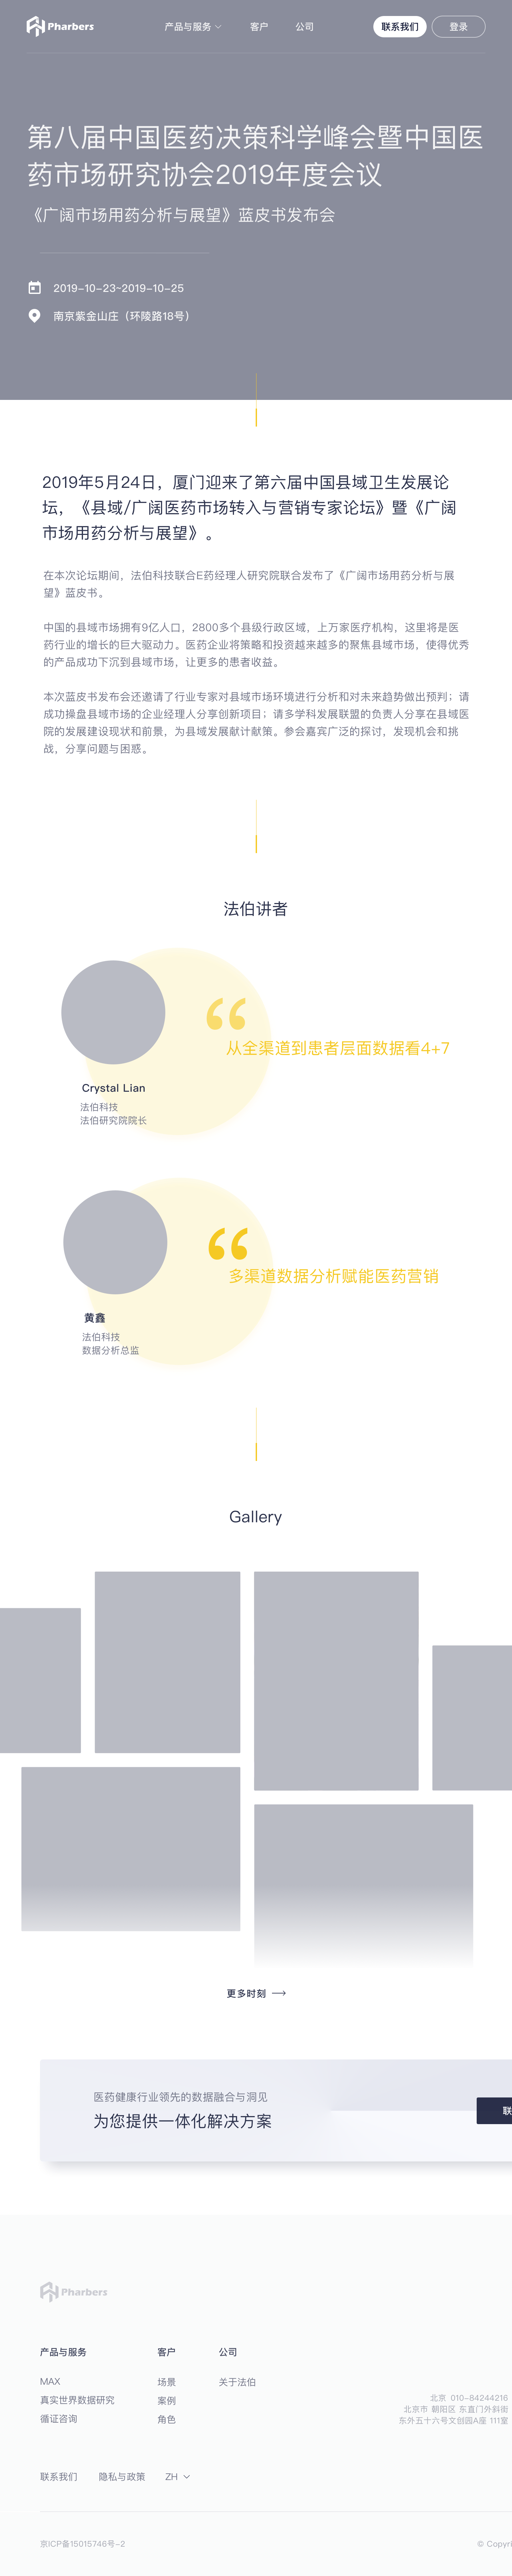 Pharbers 产品与服务 客户 公司 联系我们 登录
第八届中国医药决策科学峰会暨中国医
药市场研究协会2019年度会议
《广阔市场用药分析与展望》蓝皮书发布会
2019-10-23~2019-10-25
南京紫金山庄（环陵路18号）
2019年5月24日，厦门迎来了第六届中国县域卫生发展论
坛，《县域/广阔医药市场转入与营销专家论坛》暨《广阔
市场用药分析与展望》。
在本次论坛期间，法伯科技联合E药经理人研究院联合发布了《广阔市场用药分析与展
望》蓝皮书。
中国的县域市场拥有9亿人口，2800多个县级行政区域，上万家医疗机构，这里将是医
药行业的增长的巨大驱动力。医药企业将策略和投资越来越多的聚焦县域市场，使得优秀
的产品成功下沉到县域市场，让更多的患者收益。
本次蓝皮书发布会还邀请了行业专家对县域市场环境进行分析和对未来趋势做出预判；请
成功操盘县域市场的企业经理人分享创新项目；请多学科发展联盟的负责人分享在县域医
院的发展建设现状和前景，为县域发展献计献策。参会嘉宾广泛的探讨，发现机会和挑
战，分享问题与困惑。
法伯讲者
“
从全渠道到患者层面数据看4+7
Crystal Lian
法伯科技
法伯研究院院长
“
多渠道数据分析赋能医药营销
黄鑫
法伯科技
数据分析总监
Gallery
更多时刻
医药健康行业领先的数据融合与洞见
为您提供一体化解决方案
联
Pharbers
产品与服务 客户 公司
MAX 场景 关于法伯
真实世界数据研究 案例
循证咨询 角色
北京 010-84244216
北京市 朝阳区 东直门外斜街
东外五十六号文创园A座 111室
联系我们 隐私与政策 ZH
京ICP备15015746号-2 © Copyri